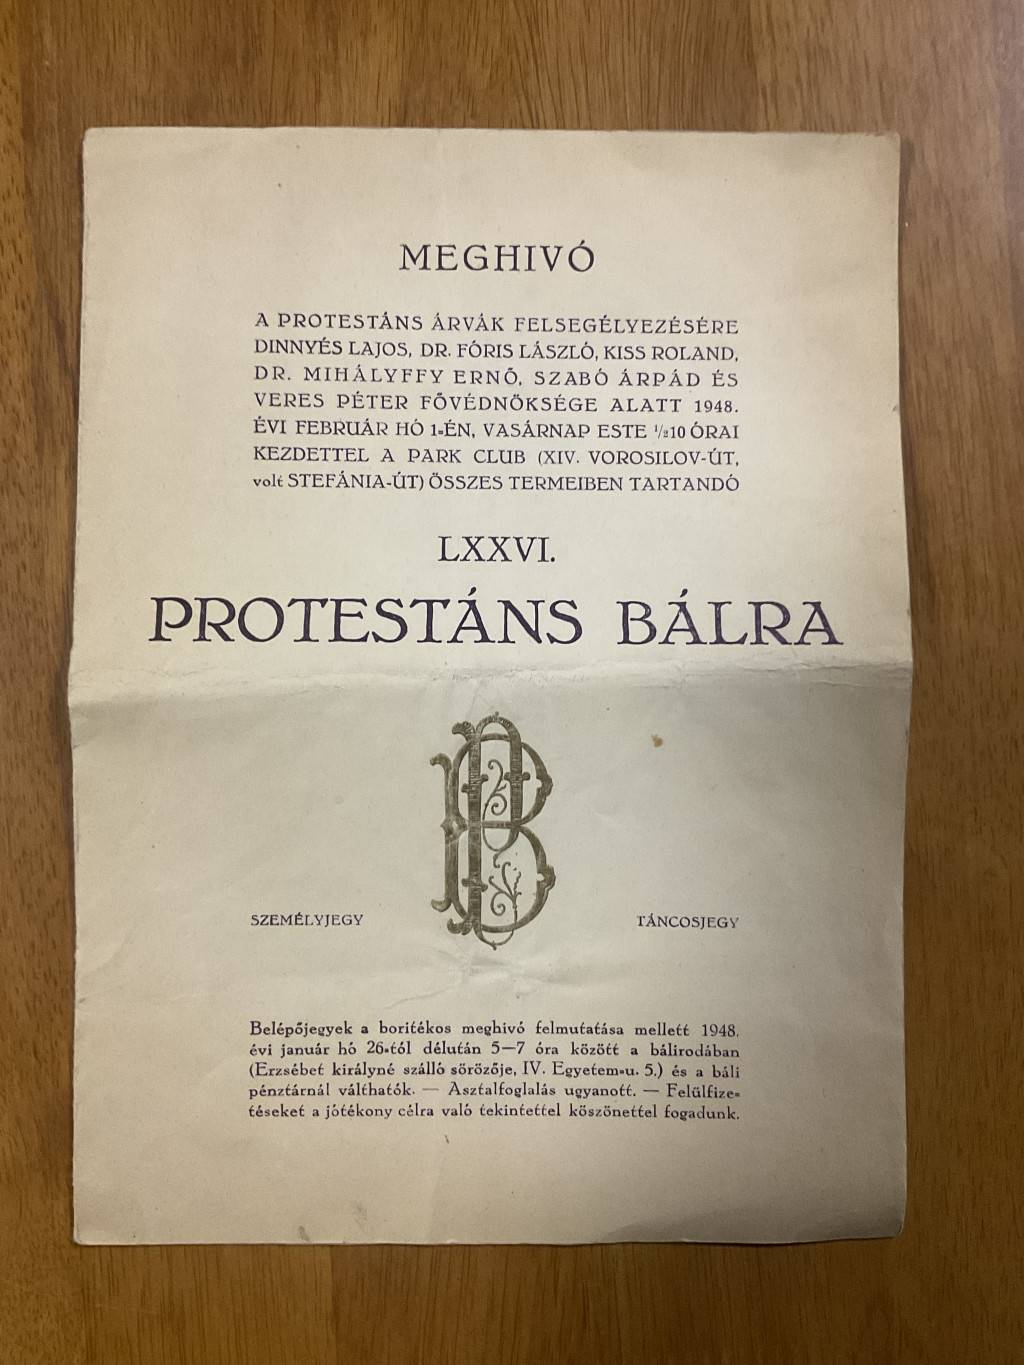 MEGHIVÓ
A PROTESTÁNS ÁRVÁK FELSEGÉLYEZÉSÉRE
DINNYÉS LAJOS, DR. FÓRIS LÁSZLÓ, KISS ROLAND,
DR. MIHÁLYFFY ERNŐ, SZABÓ ÁRPÁD ÉS
VERES PÉTER FŐVÉDNÖKSÉGE ALATT 1948.
ÉVI FEBRUÁR HÓ 1-ÉN, VASÁRNAP ESTE ½10 ÓRAI
KEZDETTEL A PARK CLUB (XIV. VOROSILOV-ÚT,
volt STEFÁNIA-ÚT) ÖSSZES TERMEIBEN TARTANDÓ
LXXVI.
PROTESTÁNS BÁLRA
PB
SZEMÉLYJEGY TÁNCOSJEGY
Belépőjegyek a boritékos meghivó felmutatása mellett 1948.
évi január hó 26-tól délután 5—7 óra között a bálirodában
(Erzsébet királyné szálló sörözője, IV. Egyetem-u. 5.) és a báli
pénztárnál válthatók. — Asztalfoglalás ugyanott. — Felülfize-
téseket a jótékony célra való tekintettel köszönettel fogadunk.